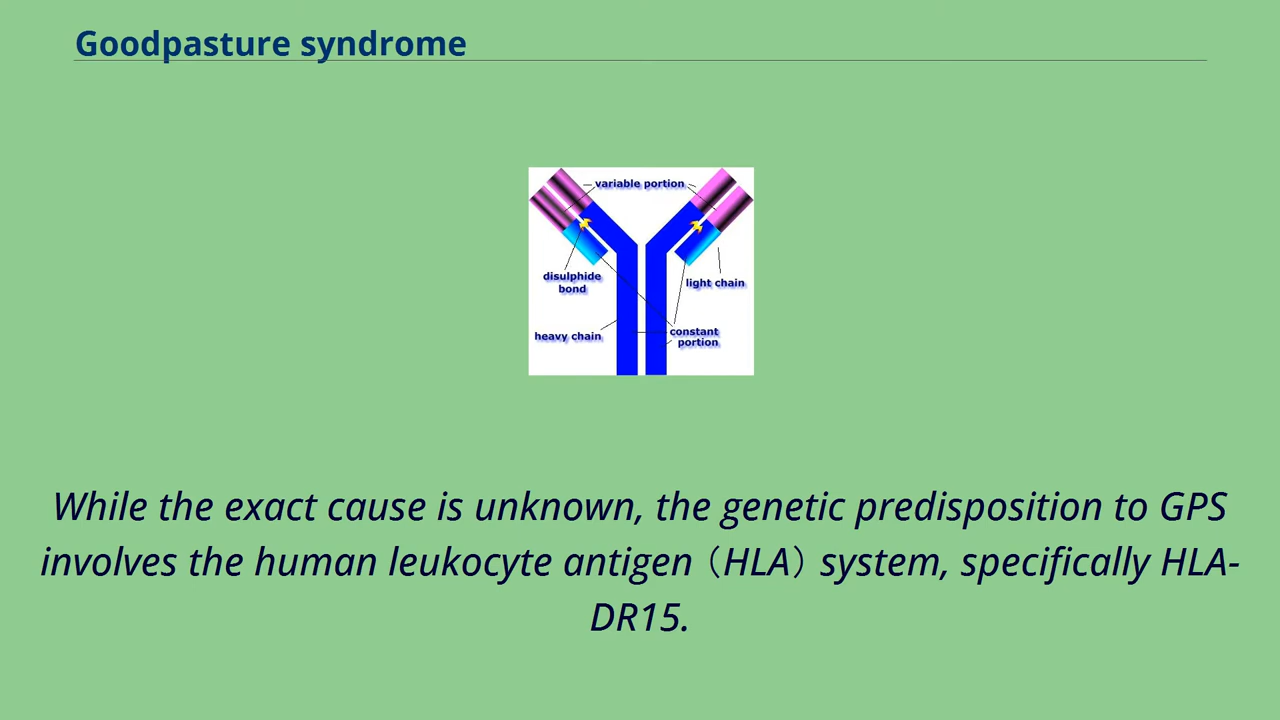 Goodpasture syndrome
variable portion
disulphide
bond
light chain
heavy chain
constant
portion
While the exact cause is unknown, the genetic predisposition to GPS
involves the human leukocyte antigen（HLA）system, specifically HLA-
DR15.